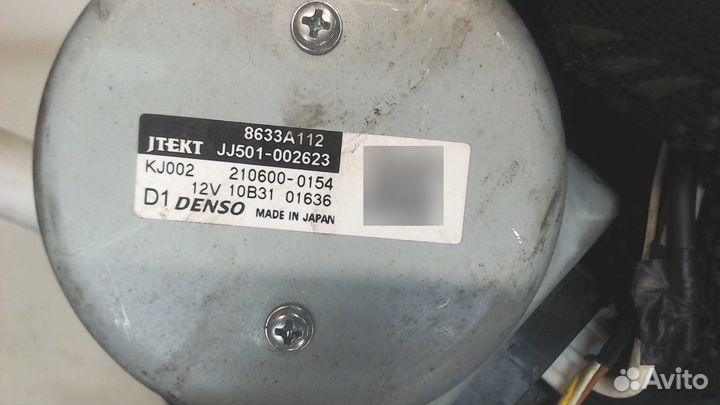 8633A112
JTEKT JJ501-002623
KJ002 210600-0154
12V 10B31 01636
D1 DENSO MADE IN JAPAN
Avito